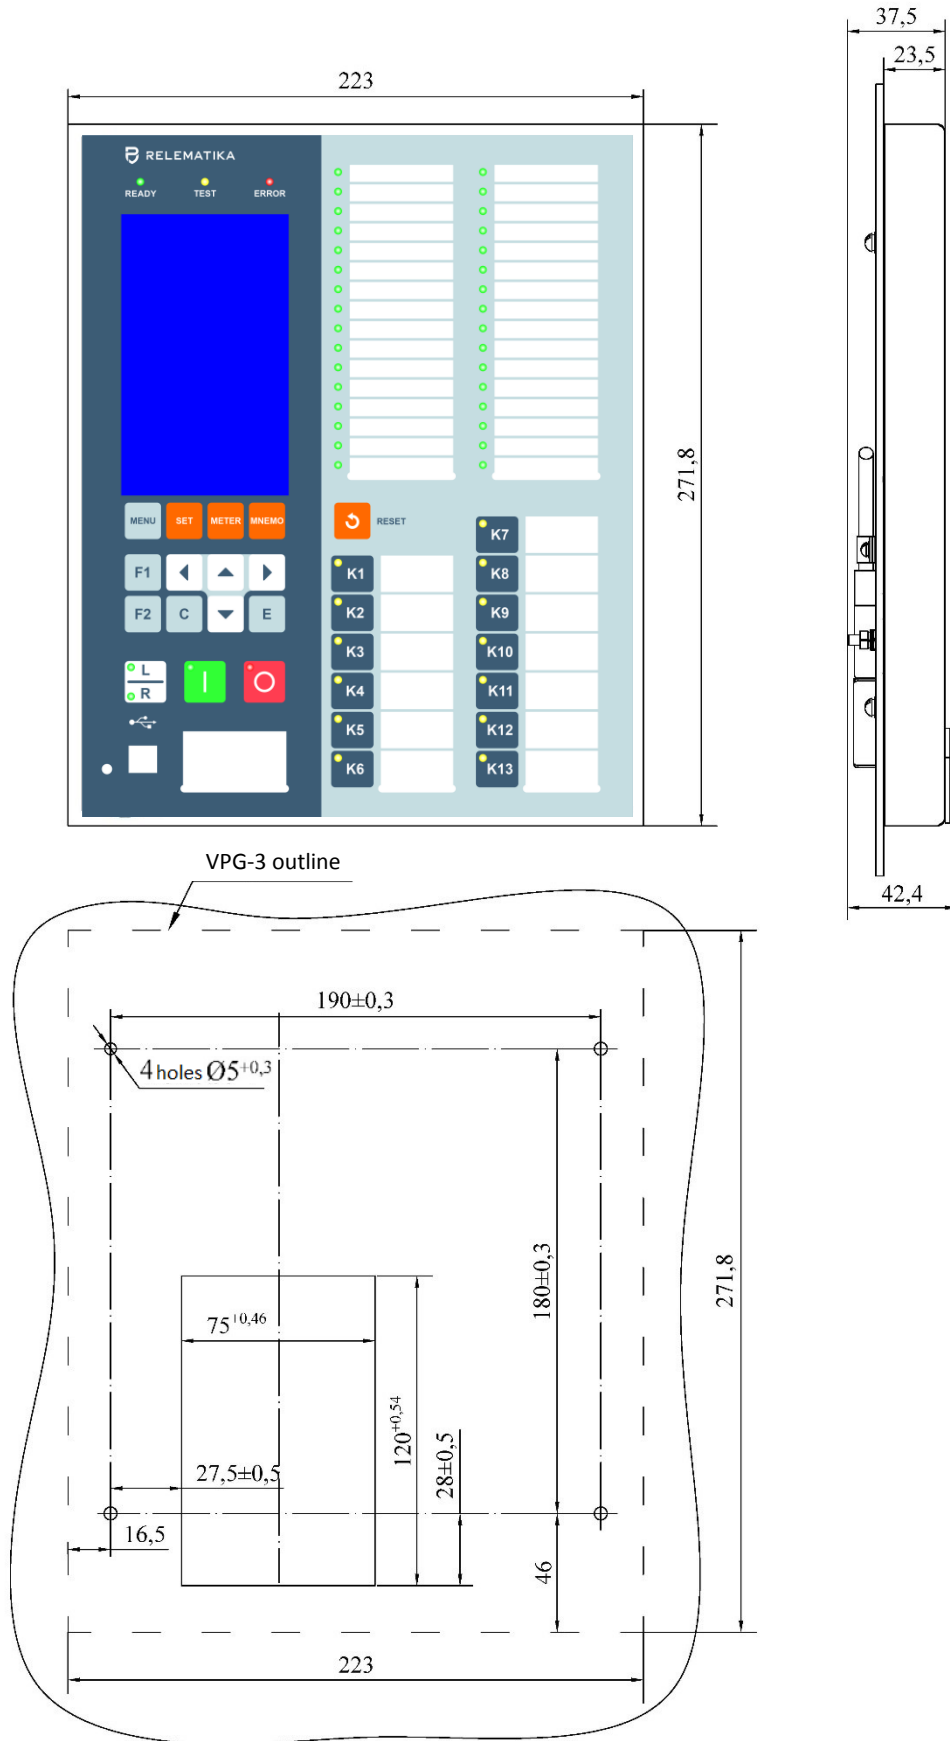 37,5
23,5
223
RELEMATIKA
READY TEST ERROR
MENU SET METER MNEMO
RESET
F1
F2 C E
L
R
K1
K2
K3
K4
K5
K6
K7
K8
K9
K10
K11
K12
K13
271,8
42,4
VPG-3 outline
190±0,3
4 holes Ø5+0,3
180±0,3
271,8
75+0,46
120+0,54
28±0,5
27,5±0,5
16,5
46
223